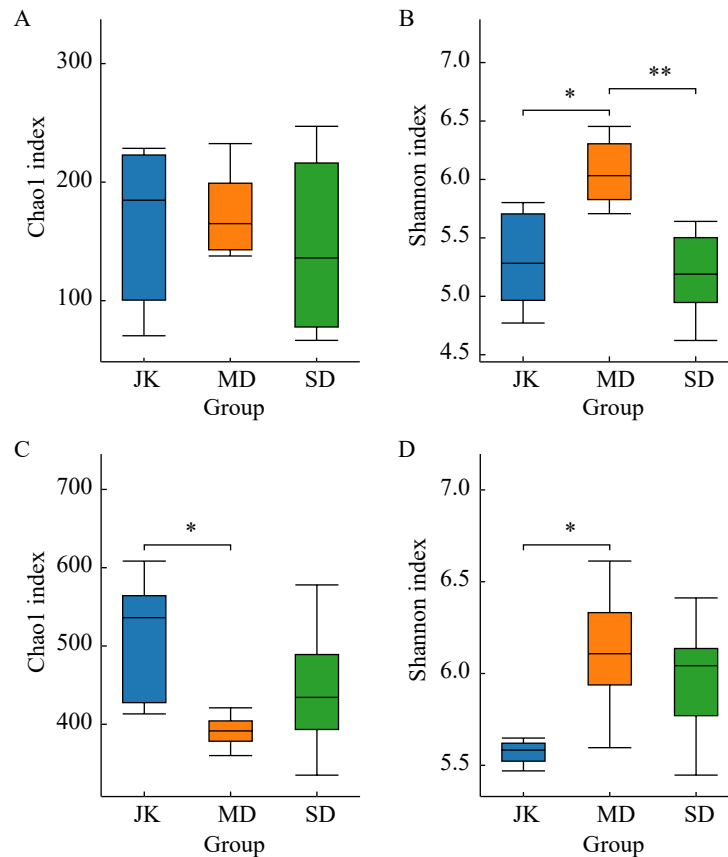 A
Chao1 index
300
200
100
JK MD SD
Group
B
Shannon index
7.0
6.5
6.0
5.5
5.0
4.5
* **
JK MD SD
Group
C
Chao1 index
700
600
500
400
*
JK MD SD
Group
D
Shannon index
7.0
6.5
6.0
5.5
*
JK MD SD
Group